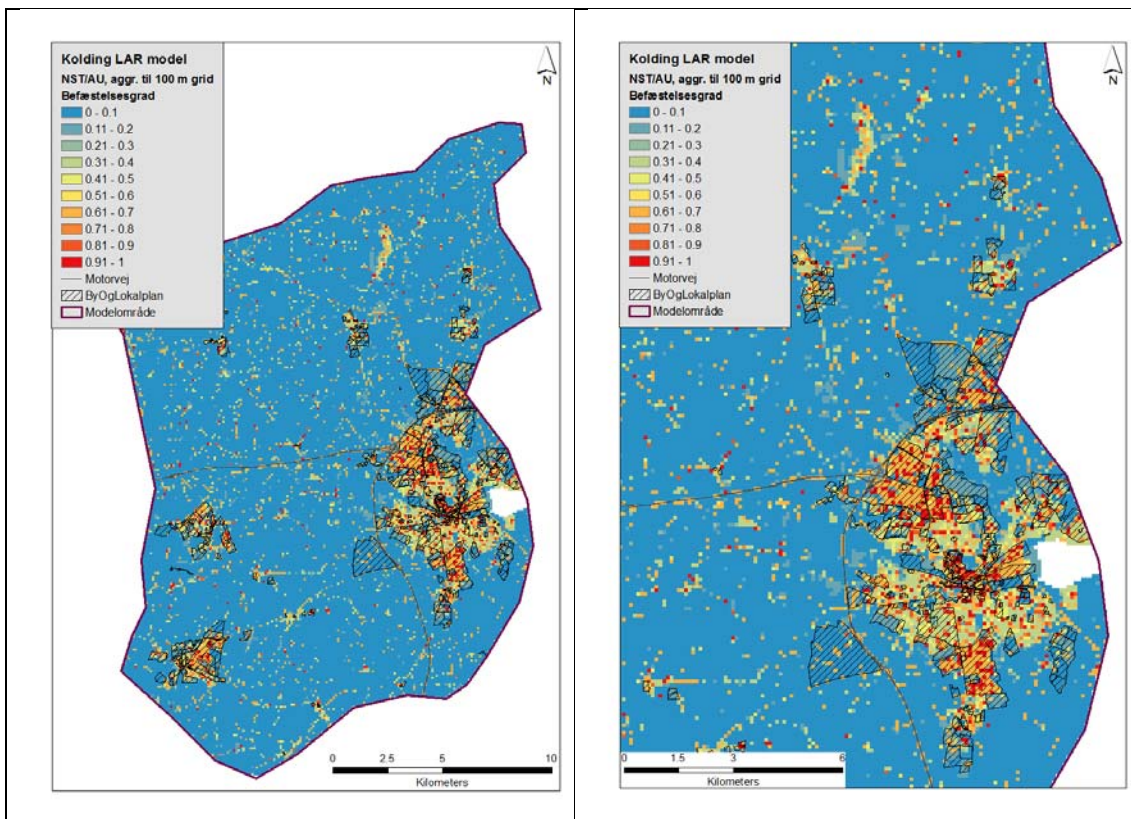 Kolding LAR model
NST/AU, aggr. til 100 m grid
Befæstelsesgrad
0 - 0.1
0.11 - 0.2
0.21 - 0.3
0.31 - 0.4
0.41 - 0.5
0.51 - 0.6
0.61 - 0.7
0.71 - 0.8
0.81 - 0.9
0.91 - 1
Motorvej
ByOgLokalplan
Modelområde
N
0 2.5 5 10
Kilometers
Kolding LAR model
NST/AU, aggr. til 100 m grid
Befæstelsesgrad
0 - 0.1
0.11 - 0.2
0.21 - 0.3
0.31 - 0.4
0.41 - 0.5
0.51 - 0.6
0.61 - 0.7
0.71 - 0.8
0.81 - 0.9
0.91 - 1
Motorvej
ByOgLokalplan
Modelområde
N
0 1.5 3 6
Kilometers